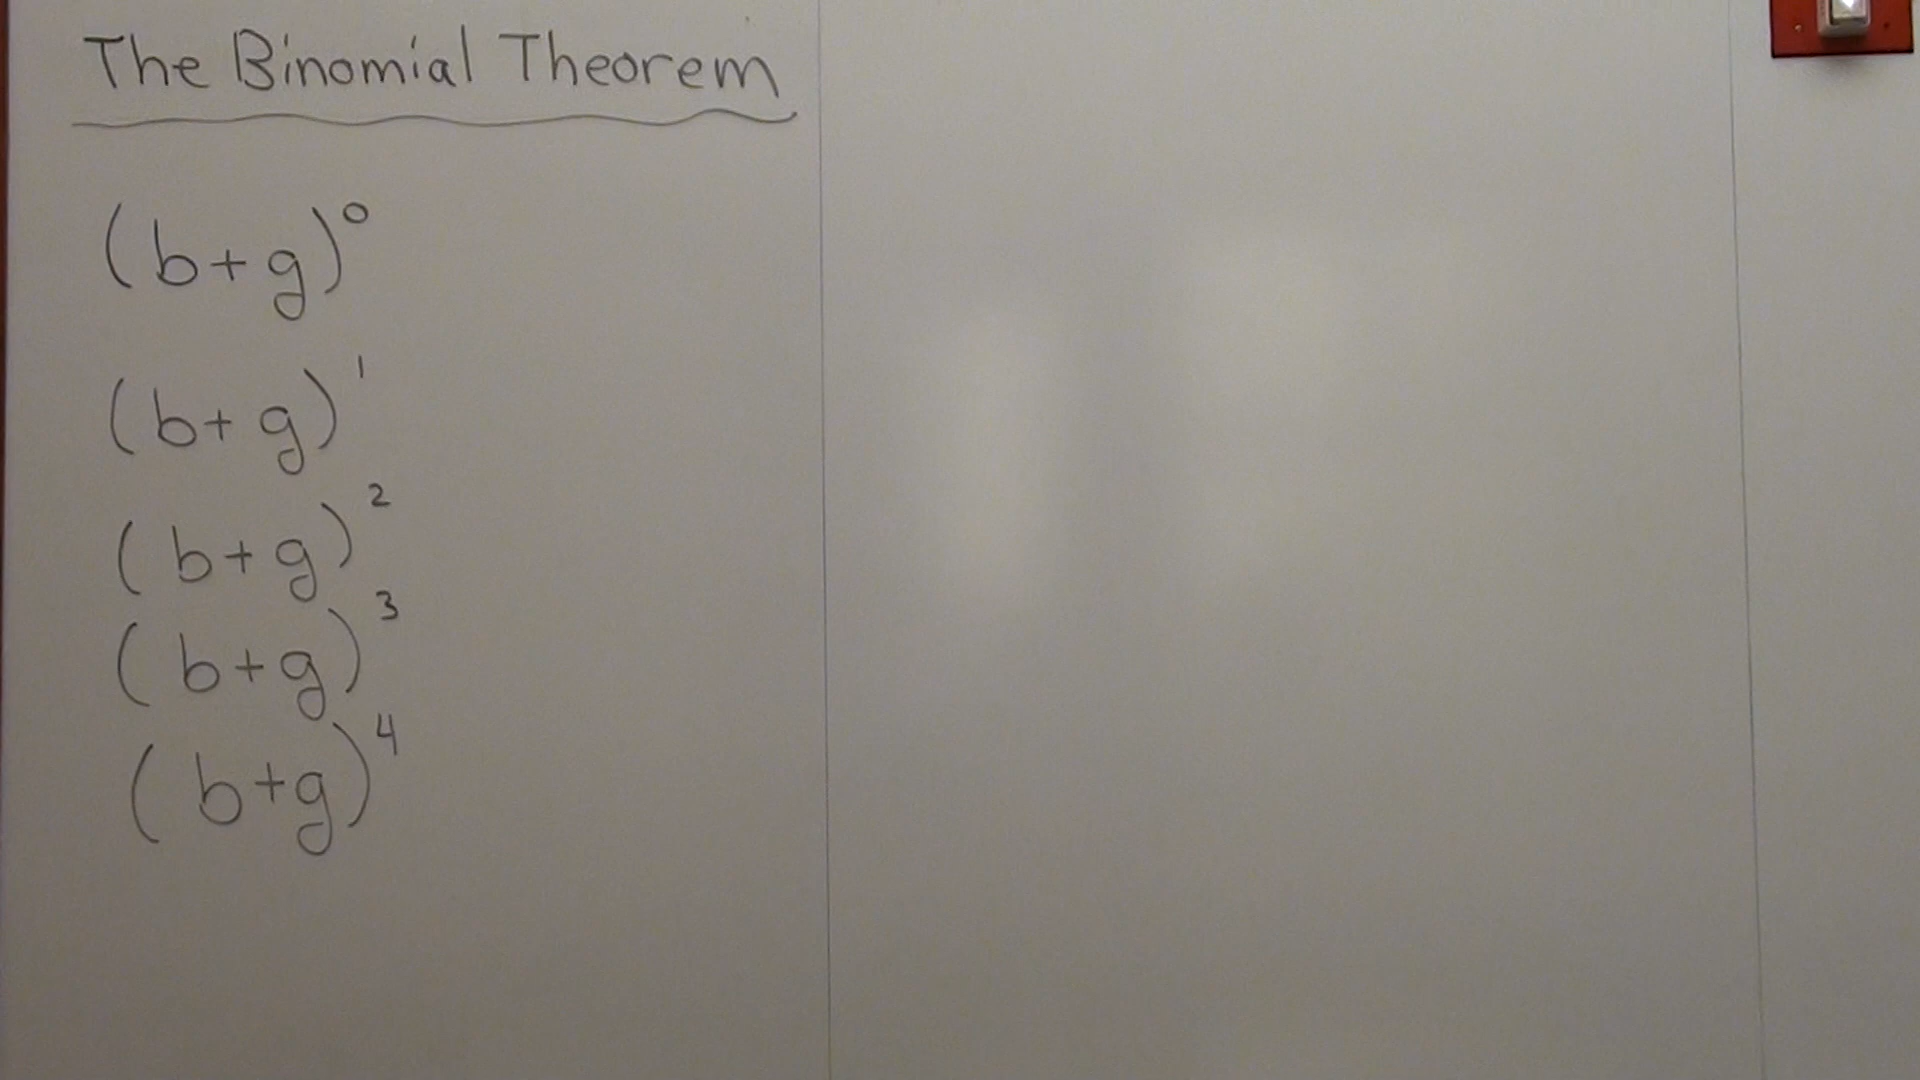 The Binomial Theorem
(b+g)⁰
(b+g)¹
(b+g)²
(b+g)³
(b+g)⁴